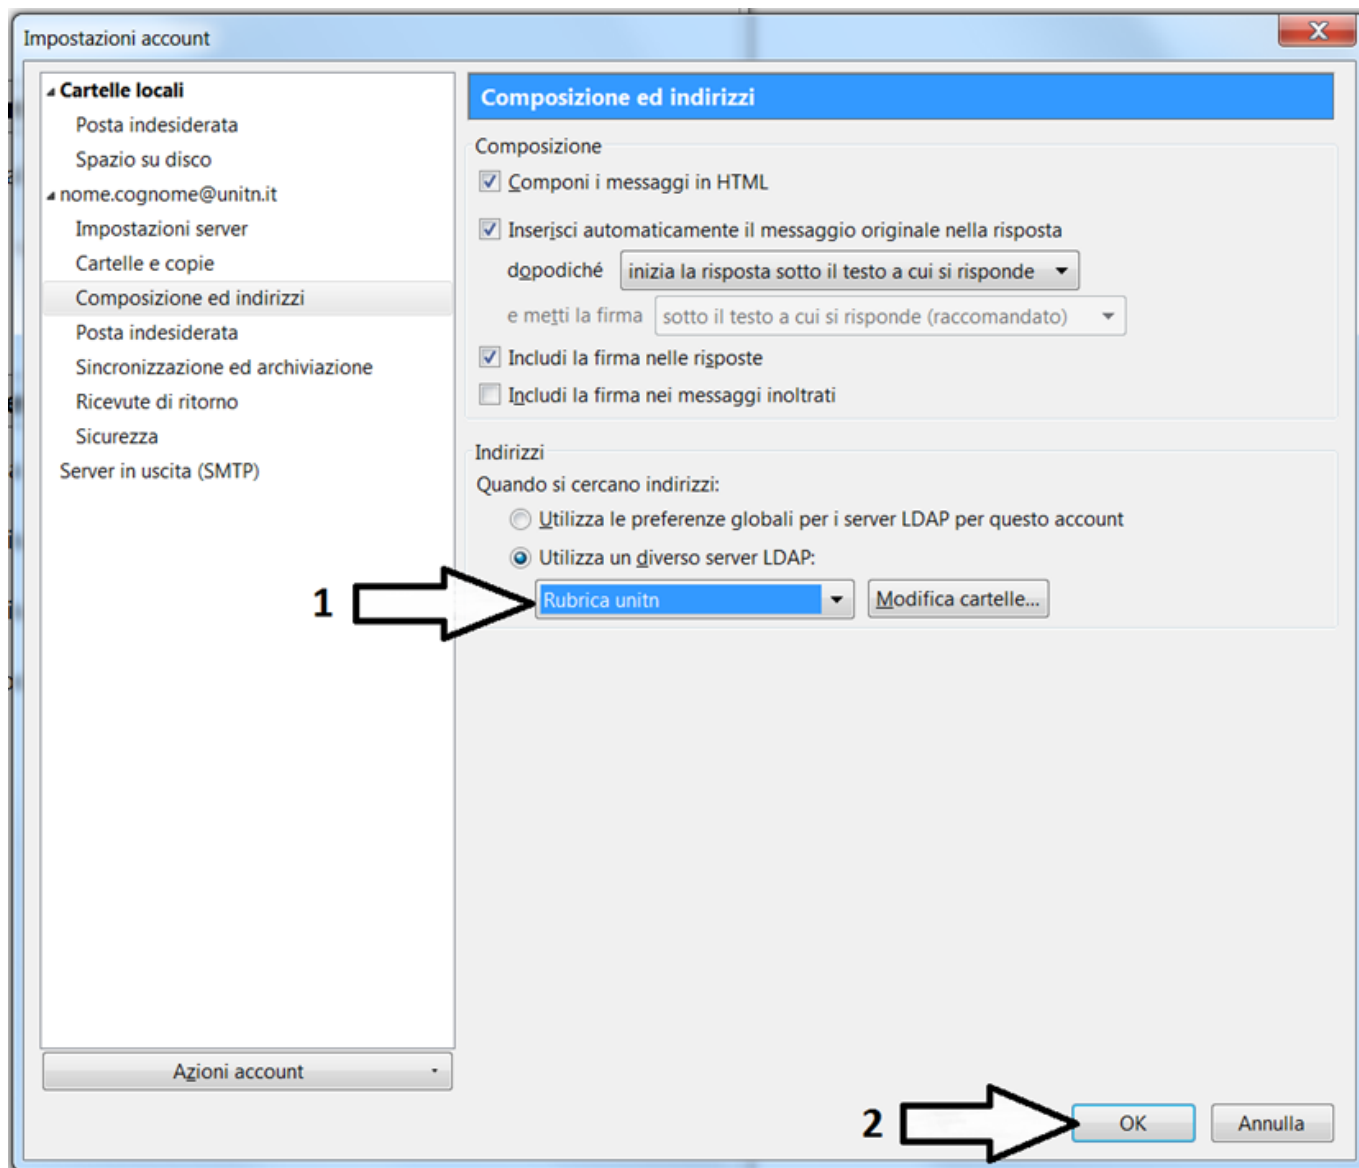 Impostazioni account
Cartelle locali
Posta indesiderata
Spazio su disco
nome.cognome@unitn.it
Impostazioni server
Cartelle e copie
Composizione ed indirizzi
Posta indesiderata
Sincronizzazione ed archiviazione
Ricevute di ritorno
Sicurezza
Server in uscita (SMTP)
Azioni account
Composizione ed indirizzi
Composizione
Componi i messaggi in HTML
Inserisci automaticamente il messaggio originale nella risposta
dopodiché inizia la risposta sotto il testo a cui si risponde
e metti la firma sotto il testo a cui si risponde (raccomandato)
Includi la firma nelle risposte
Includi la firma nei messaggi inoltrati
Indirizzi
Quando si cercano indirizzi:
Utilizza le preferenze globali per i server LDAP per questo account
Utilizza un diverso server LDAP:
1 Rubrica unitn Modifica cartelle...
2 OK Annulla